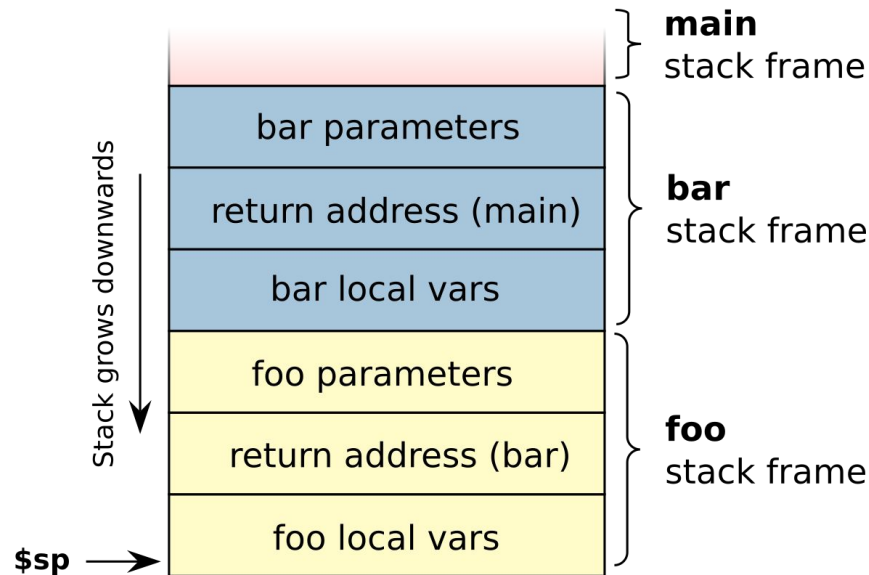 main
stack frame
bar parameters
return address (main)
bar local vars
bar
stack frame
Stack grows downwards
foo parameters
return address (bar)
foo local vars
foo
stack frame
$sp